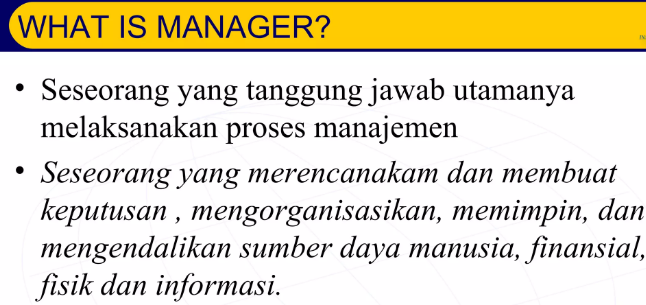 WHAT IS MANAGER?
• Seseorang yang tanggung jawab utamanya
melaksanakan proses manajemen
• Seseorang yang merencanakam dan membuat
keputusan , mengorganisasikan, memimpin, dan
mengendalikan sumber daya manusia, finansial,
fisik dan informasi.